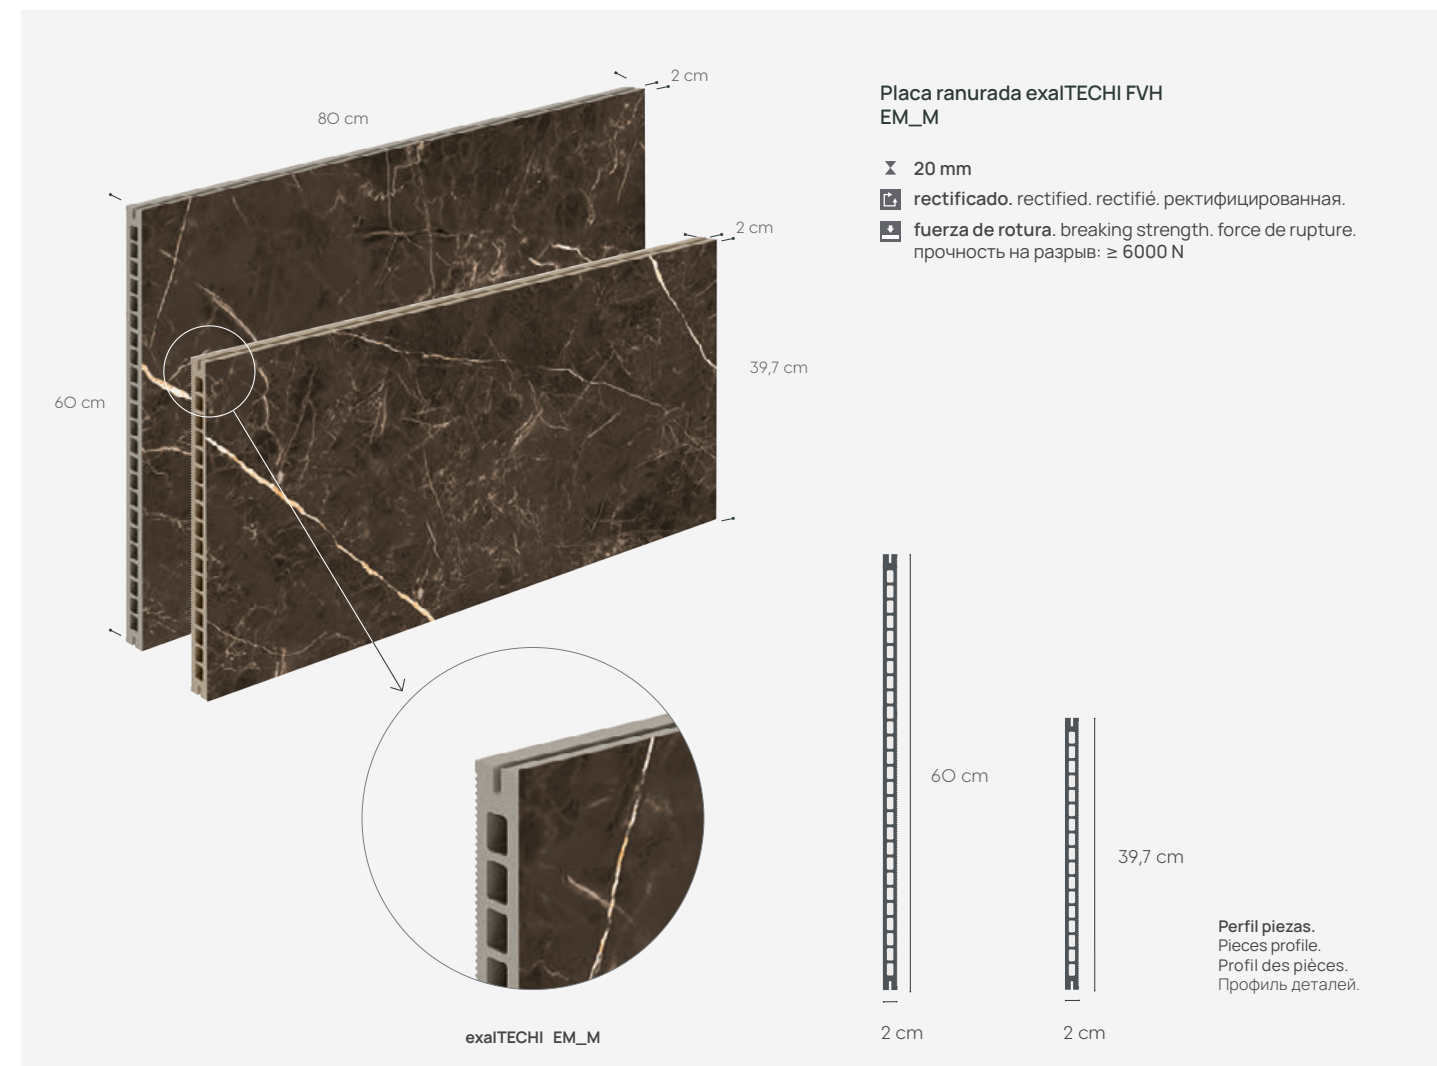 2 cm
80 cm
2 cm
39,7 cm
60 cm
exalTECHI EM_M
Placa ranurada exalTECHI FVH
EM_M
20 mm
rectificado. rectified. rectifié. ректифицированная.
fuerza de rotura. breaking strength. force de rupture.
прочность на разрыв: ≥ 6000 N
60 cm
39,7 cm
2 cm
2 cm
Perfil piezas.
Pieces profile.
Profil des pièces.
Профиль деталей.